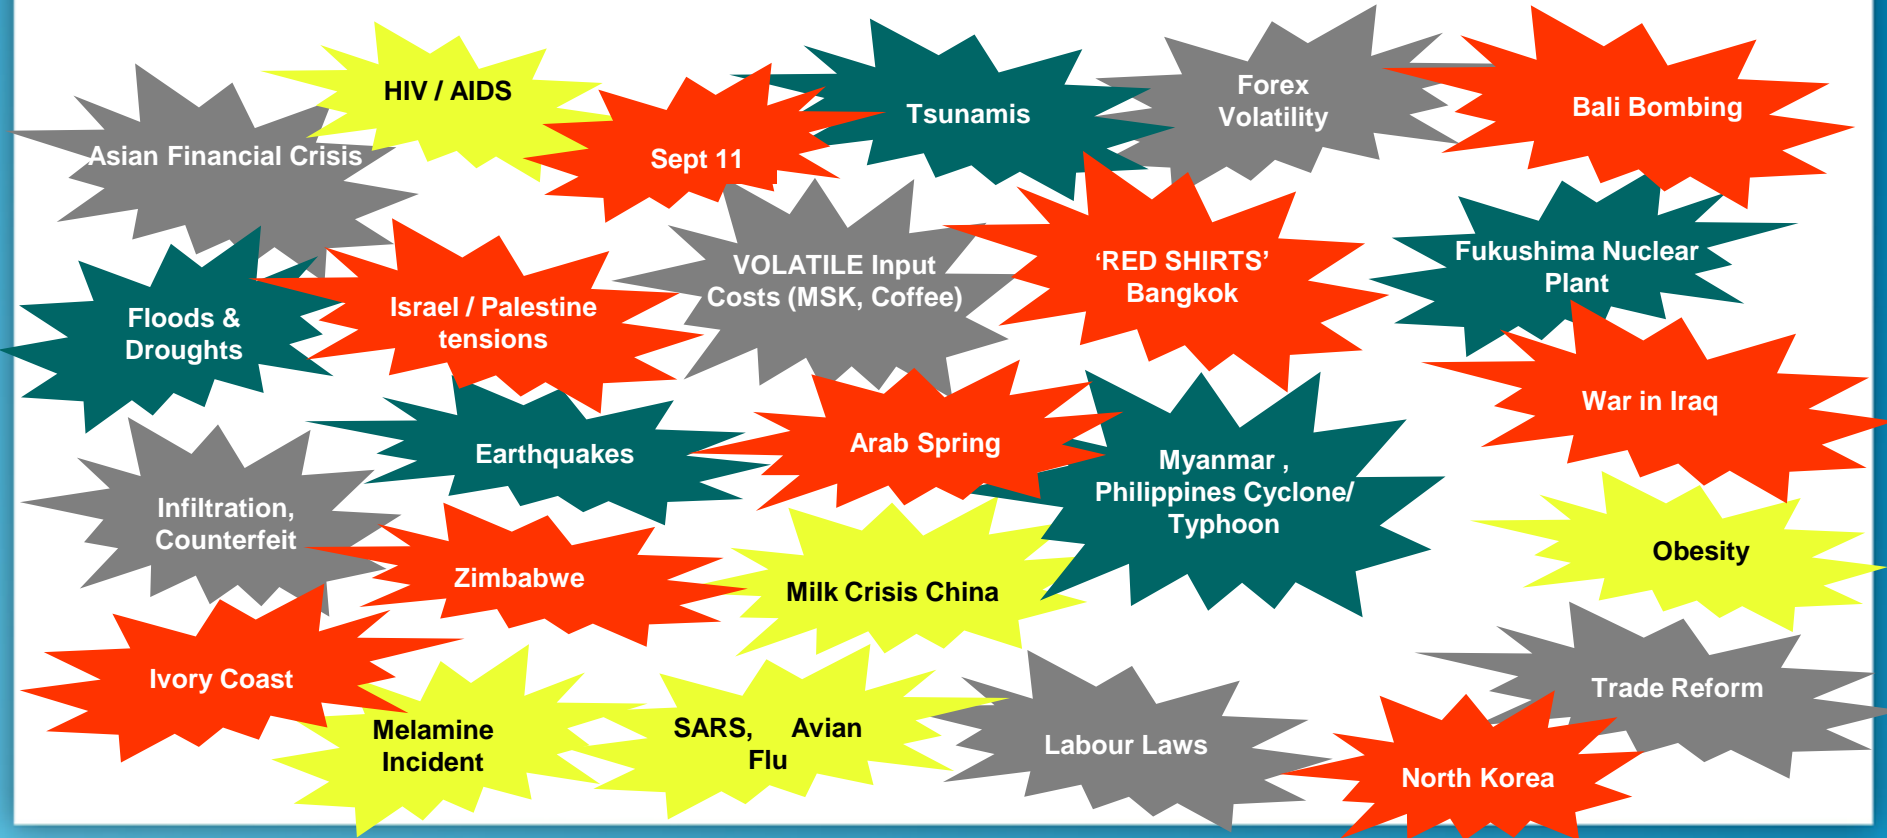 HIV / AIDS
Asian Financial Crisis
Sept 11
Tsunamis
Forex
Volatility
Bali Bombing
Floods &
Droughts
Israel / Palestine
tensions
VOLATILE Input
Costs (MSK, Coffee)
‘RED SHIRTS’
Bangkok
Fukushima Nuclear
Plant
Earthquakes
Arab Spring
War in Iraq
Infiltration,
Counterfeit
Myanmar ,
Philippines Cyclone/
Typhoon
Zimbabwe
Milk Crisis China
Obesity
Ivory Coast
Melamine
Incident
SARS, Avian
Flu
Labour Laws
Trade Reform
North Korea